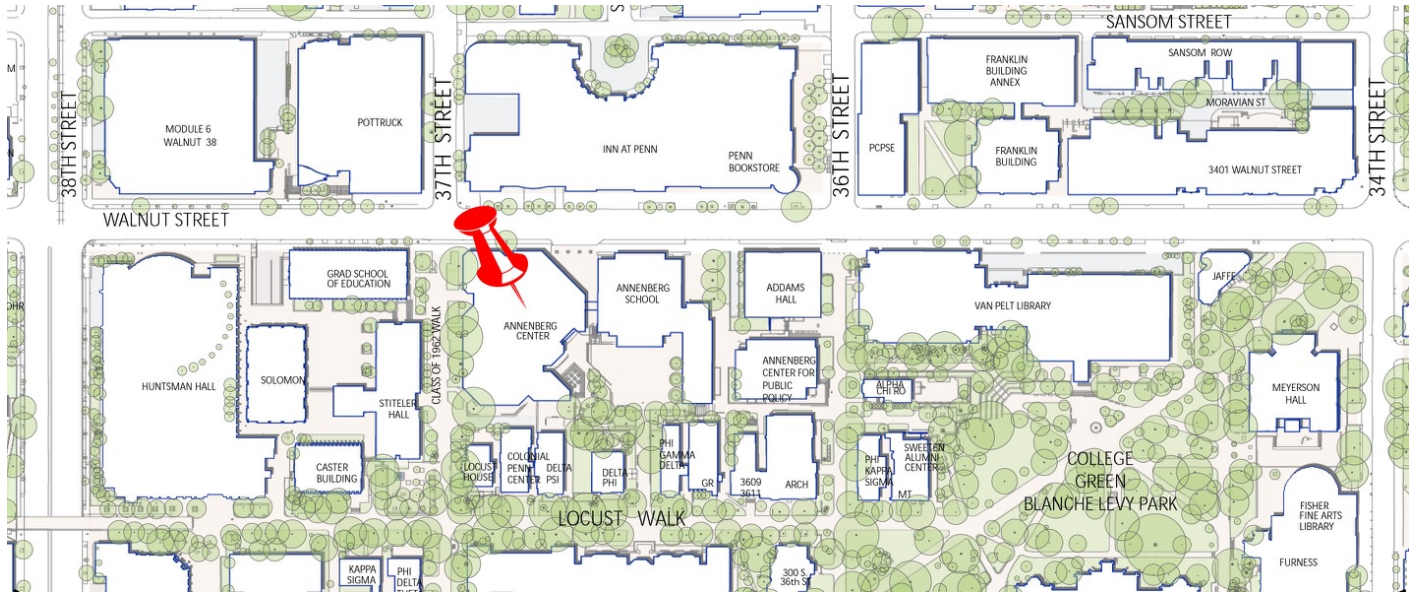 SANSOM STREET
38TH STREET
MODULE 6
WALNUT 38
POTTRUCK
37TH STREET
INN AT PENN
PENN
BOOKSTORE
36TH STREET
PCPSE
FRANKLIN
BUILDING
ANNEX
FRANKLIN
BUILDING
SANSOM ROW
MORAVIAN ST
3401 WALNUT STREET
34TH STREET
WALNUT STREET
HUNTSMAN HALL
GRAD SCHOOL
OF EDUCATION
SOLOMON
STITELER
HALL
CASTER
BUILDING
CLASS OF 1962 WALK
ANNENBERG
CENTER
ANNENBERG
SCHOOL
ADDAMS
HALL
ANNENBERG
CENTER FOR
PUBLIC
POLICY
VAN PELT LIBRARY
JAFFE
MEYERSON
HALL
ALPHA
CHI RO
LOCUST
HOUSE
COLONIAL
PENN
CENTER
DELTA
PSI
DELTA
PHI
PHI
GAMMA
DELTA
GR
3609
3611
ARCH
PHI
KAPPA
SIGMA
SWEETEN
ALUMNI
CENTER
MT
COLLEGE
GREEN
BLANCHE LEVY PARK
FISHER
FINE ARTS
LIBRARY
FURNESS
LOCUST WALK
KAPPA
SIGMA
PHI
DELTA
300 S.
36th St